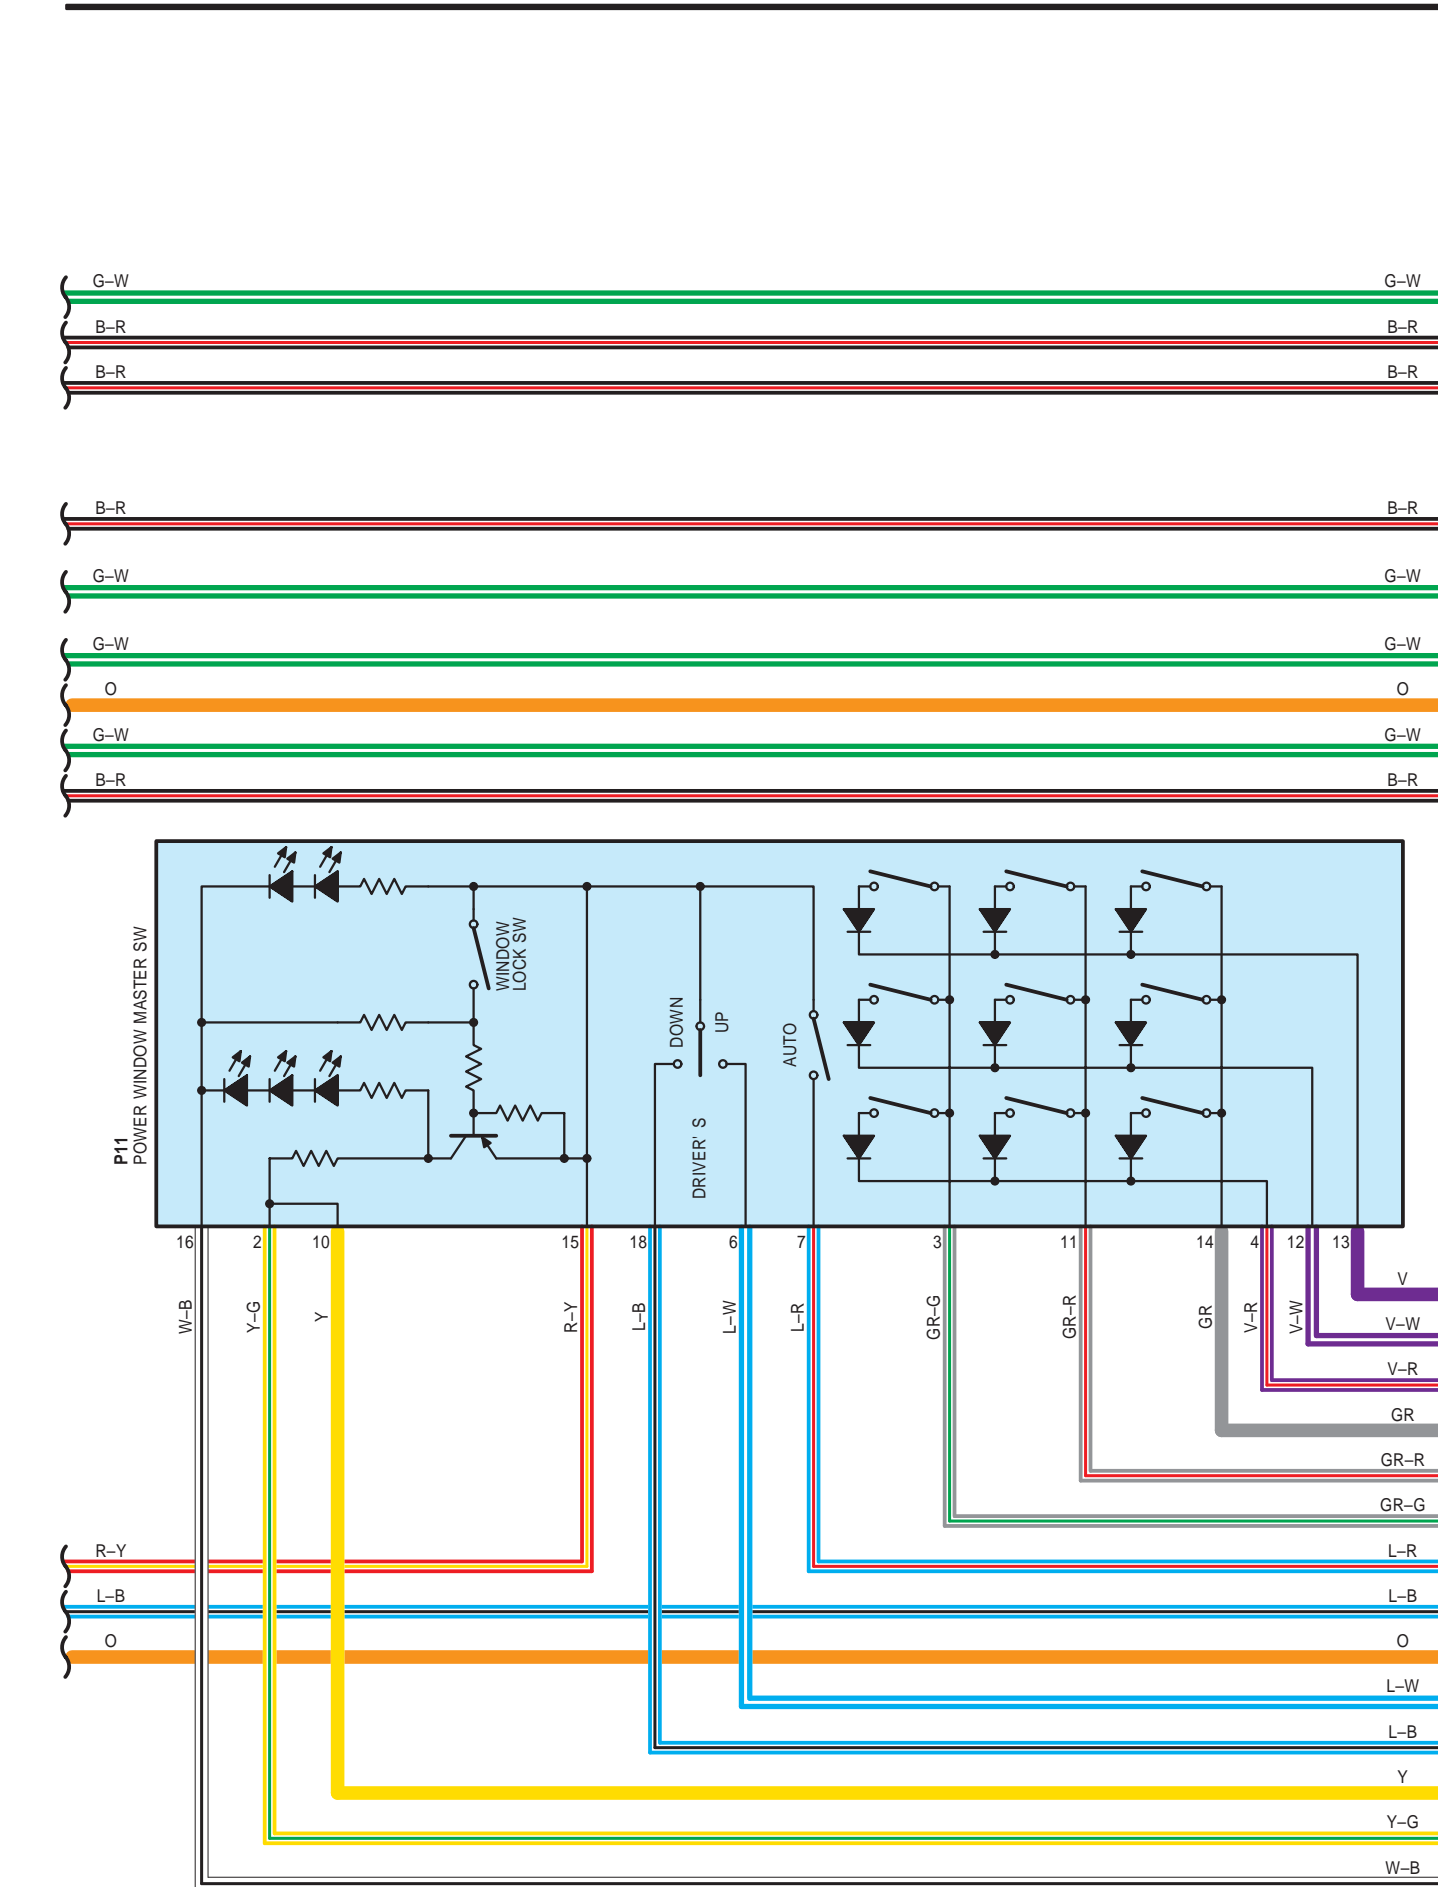 G–W G–W
B–R B–R
B–R B–R
B–R B–R
G–W G–W
G–W G–W
O O
G–W G–W
B–R B–R
P11
POWER WINDOW MASTER SW
WINDOW
LOCK SW
DOWN
UP
DRIVER' S
AUTO
16 2 10 15 18 6 7 3 11 14 4 12 13
W–B Y–G Y R–Y L–B L–W L–R GR–G GR–R GR V–R V–W
V
V–W
V–R
GR
GR–R
GR–G
R–Y L–R
L–B L–B
O O
L–W
L–B
Y
Y–G
W–B